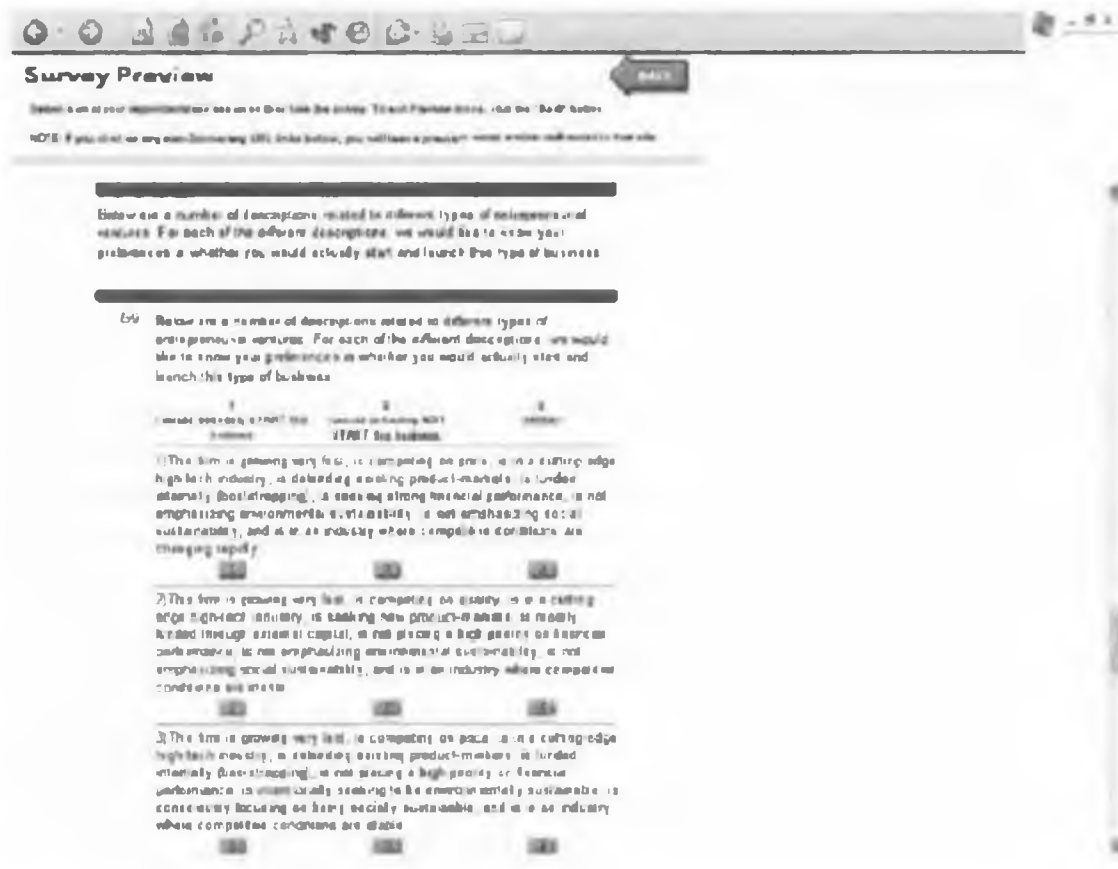 Survey Preview
BACK
Below are a number of descriptions related to different types of entrepreneurial
ventures. For each of the different descriptions, we would like to know your
preferences in whether you would actually start and launch this type of business
Below are a number of descriptions related to different types of
entrepreneurial ventures. For each of the different descriptions, we would
like to know your preferences in whether you would actually start and
launch this type of business
1
2
3
START this
business
NOT
START this business
1) This firm is growing very fast, is competing on price, is in a cutting-edge
high-tech industry, is defending existing product-markets, is funded
internally (bootstrapping), is seeking strong financial performance, is not
emphasizing environmental sustainability, is not emphasizing social
sustainability, and is in an industry where competitive conditions are
changing rapidly
2) This firm is growing very fast, is competing on quality, is in a cutting-
edge high-tech industry, is seeking new product-markets, is mostly
funded through external capital, is not placing a high priority on financial
performance, is not emphasizing environmental sustainability, is not
emphasizing social sustainability, and is in an industry where competitive
conditions are stable
3) This firm is growing very fast, is competing on price, is in a cutting-edge
high-tech industry, is defending existing product-markets, is funded
internally (bootstrapping), is not placing a high priority on financial
performance, is intentionally seeking to be environmentally sustainable, is
consciously focusing on being socially sustainable, and is in an industry
where competitive conditions are stable